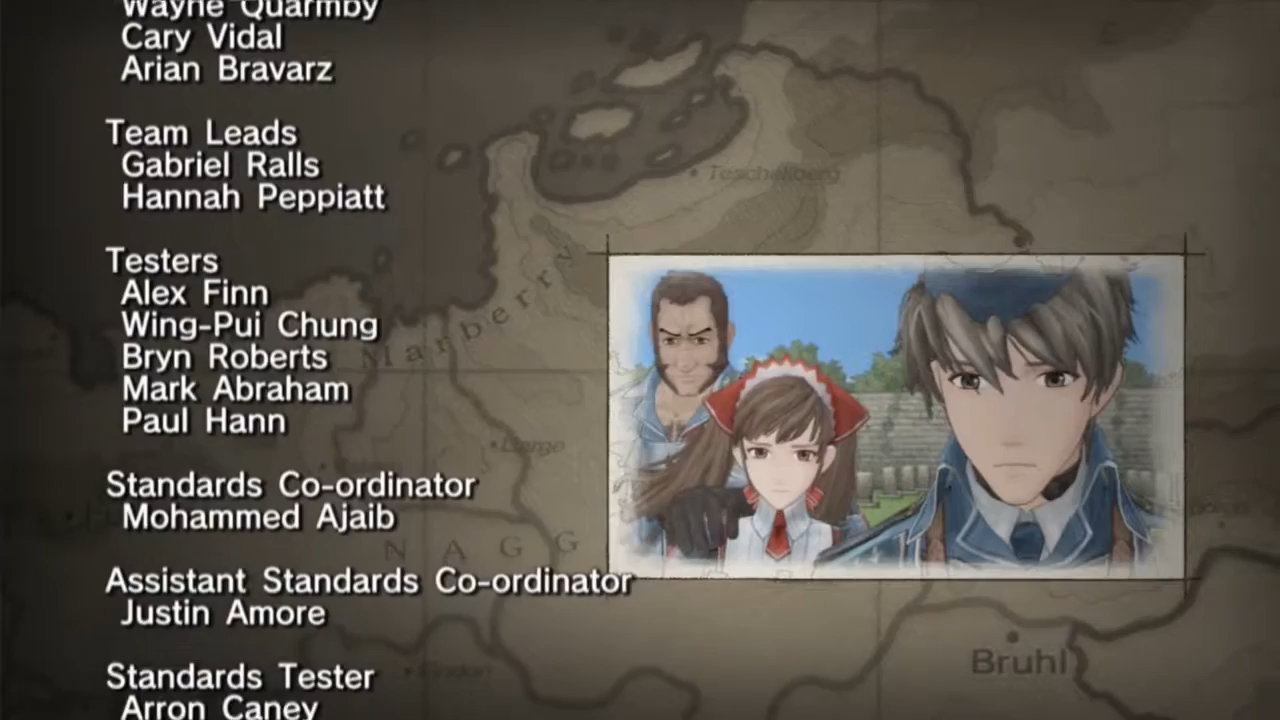 Wayne Quarmby
Cary Vidal
Arian Bravarz
Team Leads
Gabriel Ralls
Hannah Peppiatt
Testers
Alex Finn
Wing-Pui Chung
Bryn Roberts
Mark Abraham
Paul Hann
Standards Co-ordinator
Mohammed Ajaib
Assistant Standards Co-ordinator
Justin Amore
Standards Tester
Arron Caney
Marberry
NAGG
Bruhl